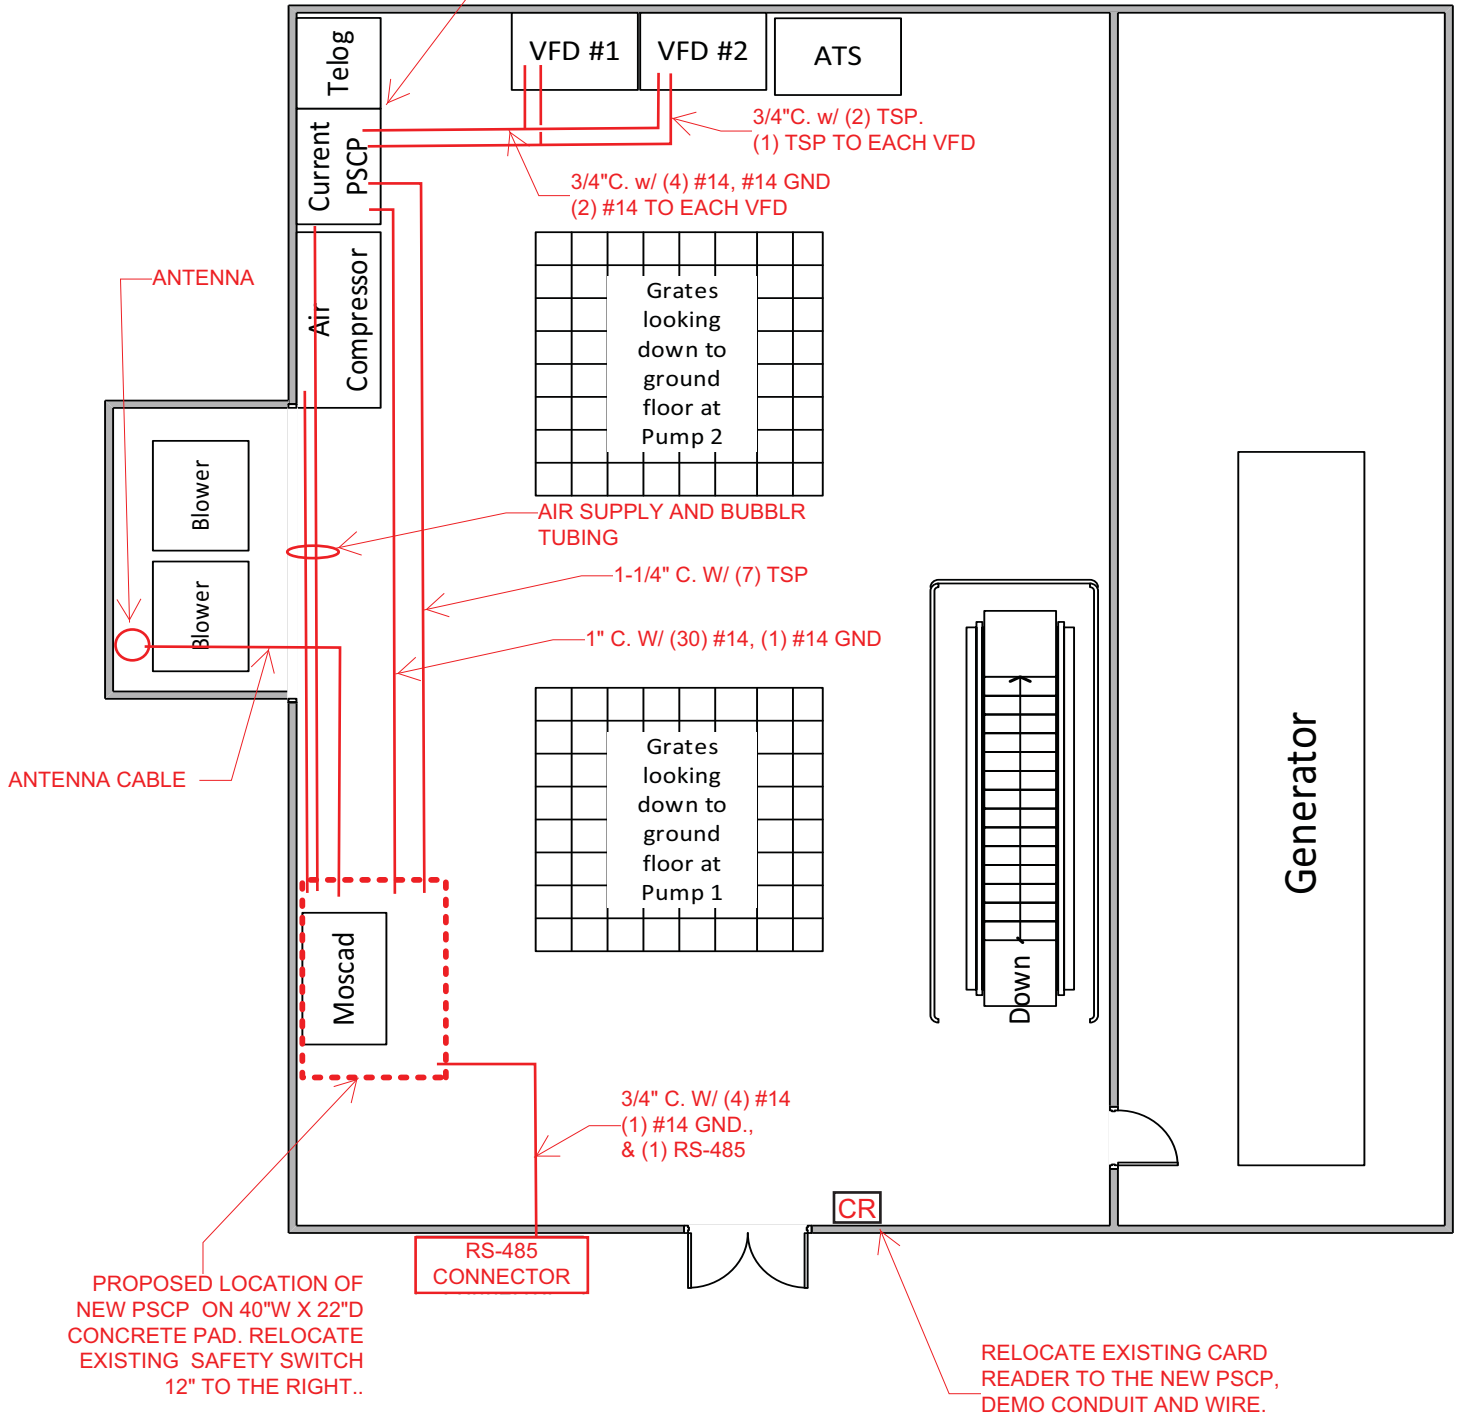 Telog
VFD #1
VFD #2
ATS
Current
PSCP
3/4"C. w/ (2) TSP.
(1) TSP TO EACH VFD
3/4"C. w/ (4) #14, #14 GND
(2) #14 TO EACH VFD
ANTENNA
Air
Compressor
Grates
looking
down to
ground
floor at
Pump 2
Blower
AIR SUPPLY AND BUBBLR
TUBING
1-1/4" C. W/ (7) TSP
Blower
1" C. W/ (30) #14, (1) #14 GND
ANTENNA CABLE
Grates
looking
down to
ground
floor at
Pump 1
Generator
Moscad
Down
3/4" C. W/ (4) #14
(1) #14 GND.,
& (1) RS-485
CR
RS-485
CONNECTOR
PROPOSED LOCATION OF
NEW PSCP ON 40"W X 22"D
CONCRETE PAD. RELOCATE
EXISTING SAFETY SWITCH
12" TO THE RIGHT..
RELOCATE EXISTING CARD
READER TO THE NEW PSCP,
DEMO CONDUIT AND WIRE.